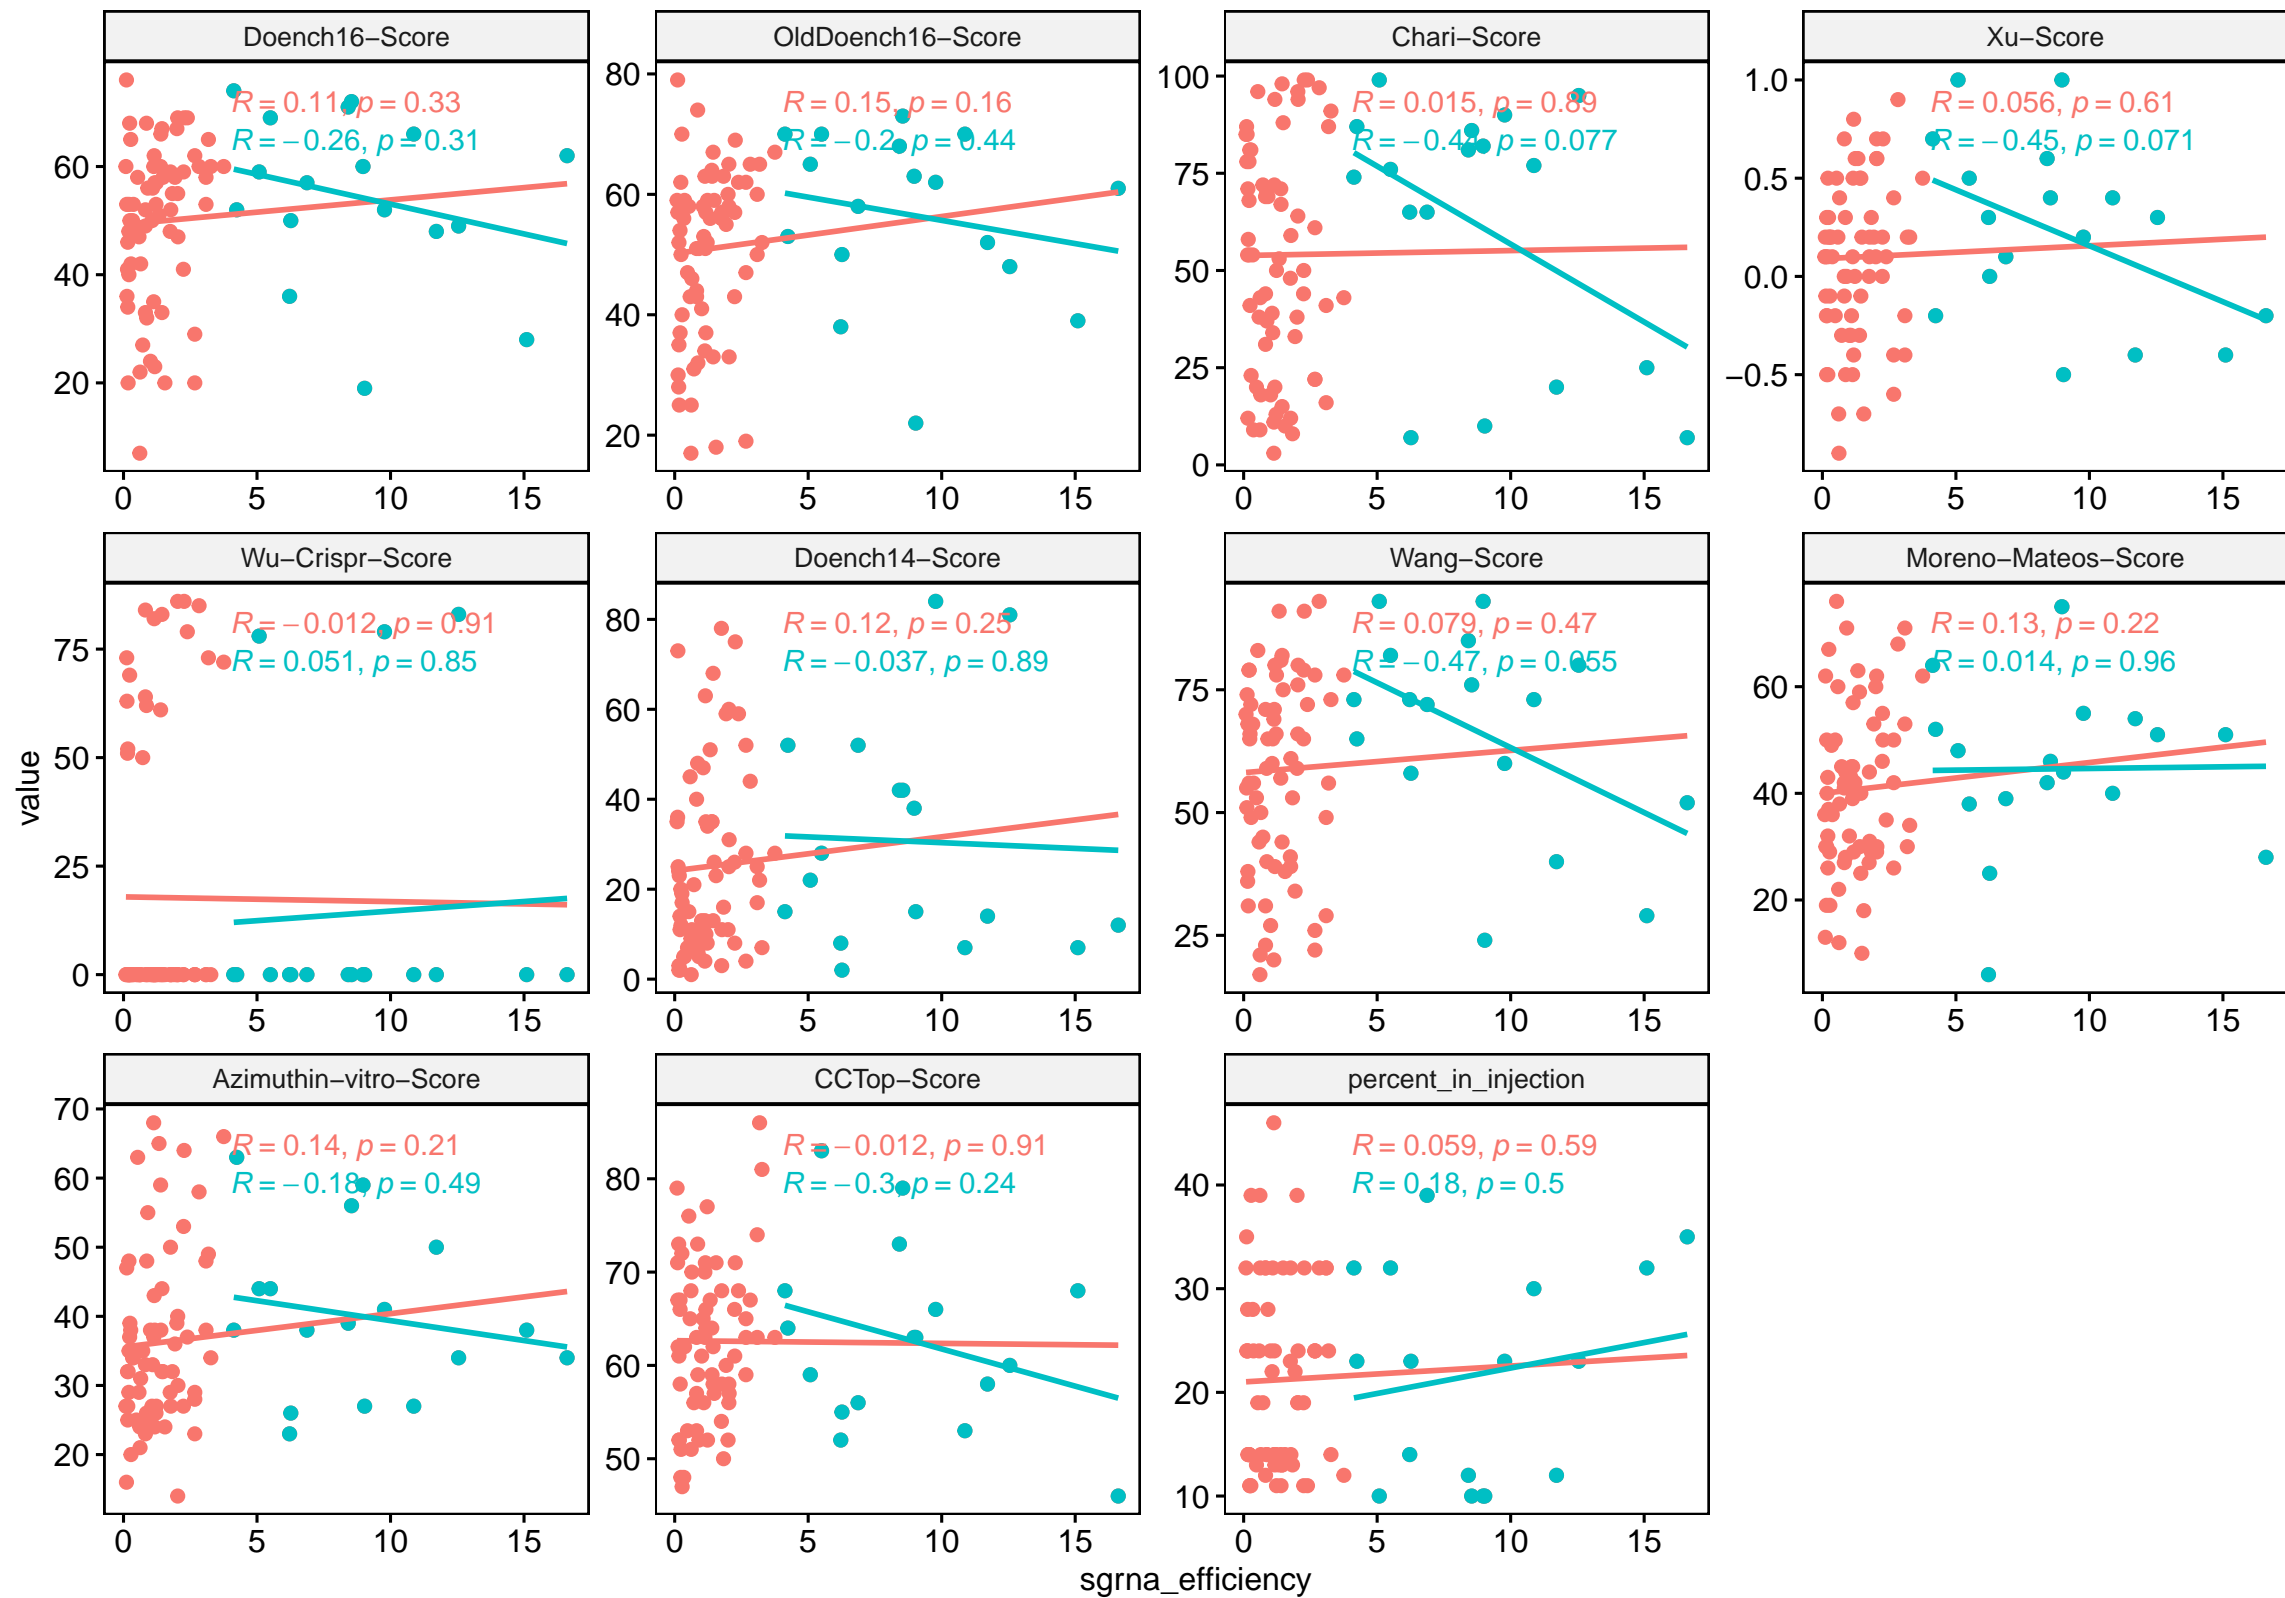 Doench16−Score
OldDoench16−Score
Chari−Score
Xu−Score
R = 0.11, p = 0.33
R = −0.26, p = 0.31
R = 0.15, p = 0.16
R = −0.2, p = 0.44
R = 0.015, p = 0.89
p = 0.077
R = 0.056, p = 0.61
R = −0.45, p = 0.071
60
40
20
0 5 10 15
80
60
40
20
0 5 10 15
100
75
50
25
0
0 5 10 15
1.0
0.5
0.0
−0.5
0 5 10 15
Wu−Crispr−Score
Doench14−Score
Wang−Score
Moreno−Mateos−Score
R = −0.012, p = 0.91
R = 0.051, p = 0.85
R = 0.12, p = 0.25
R = −0.037, p = 0.89
R = 0.079, p = 0.47
R = −0.47, p = 0.055
R = 0.13, p = 0.22
R = 0.014, p = 0.96
75
50
25
0
0 5 10 15
80
60
40
20
0
0 5 10 15
75
50
25
0 5 10 15
60
40
20
0 5 10 15
Azimuthin−vitro−Score
CCTop−Score
percent_in_injection
R = 0.14, p = 0.21
R = −0.18, p = 0.49
R = −0.012, p = 0.91
R = −0.3, p = 0.24
R = 0.059, p = 0.59
R = 0.18, p = 0.5
70
60
50
40
30
20
0 5 10 15
80
70
60
50
0 5 10 15
40
30
20
10
0 5 10 15
value
sgrna_efficiency